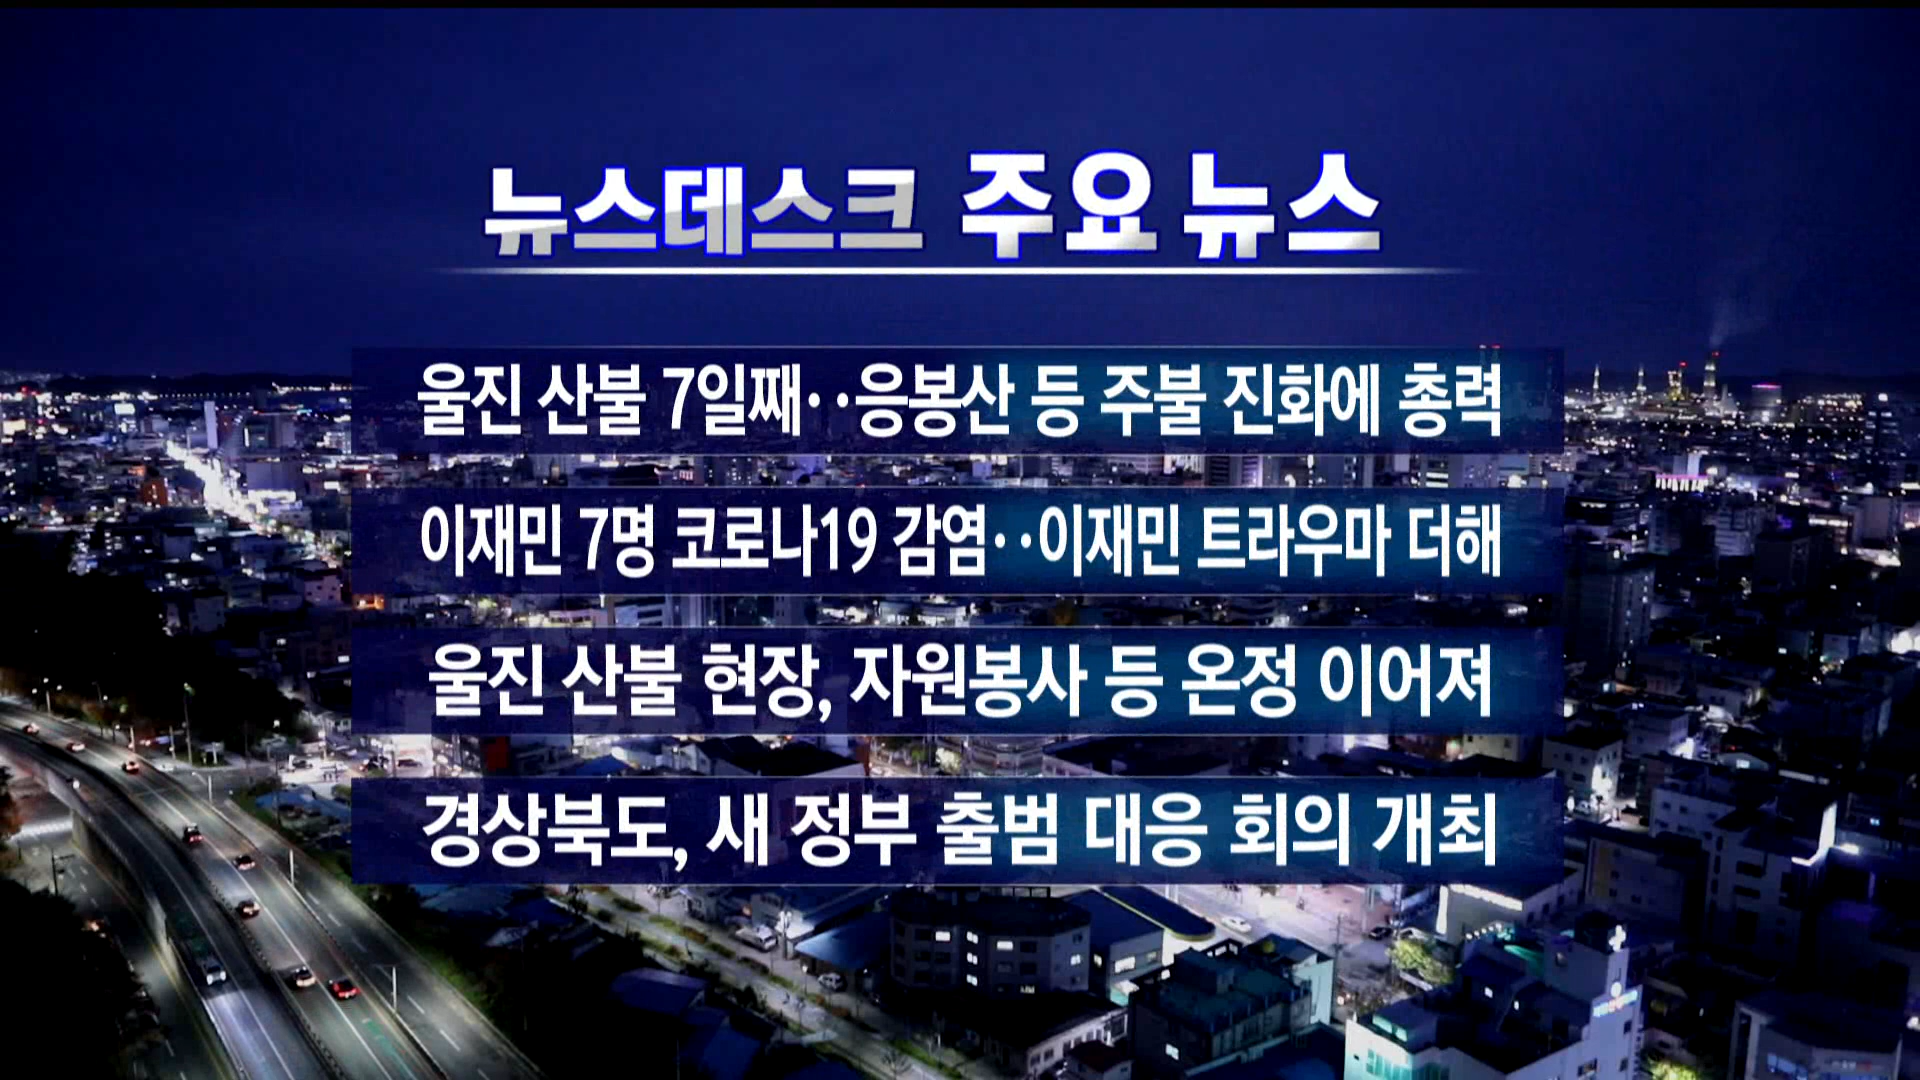 뉴스데스크 주요뉴스
울진 산불 7일째‥응봉산 등 주불 진화에 총력
이재민 7명 코로나19 감염‥이재민 트라우마 더해
울진 산불 현장, 자원봉사 등 온정 이어져
경상북도, 새 정부 출범 대응 회의 개최